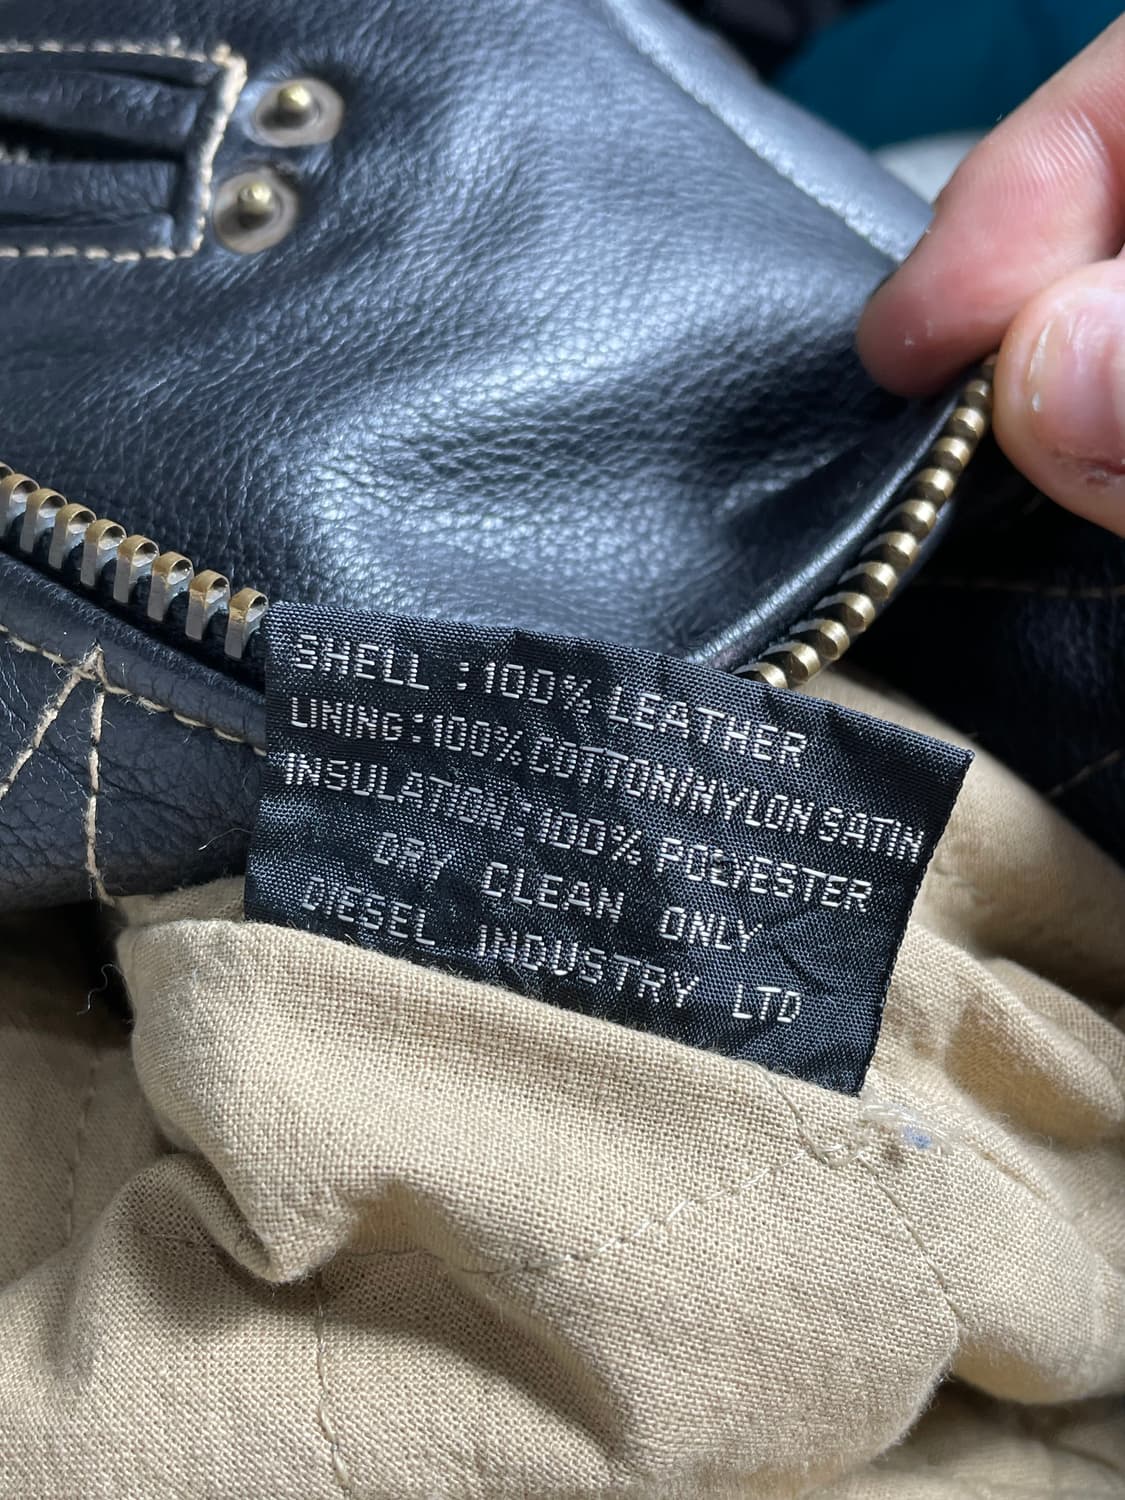 SHELL :100% LEATHER
LINING:100% COTTON/NYLON SATIN
INSULATION:100% POLYESTER
DRY CLEAN ONLY
DIESEL INDUSTRY LTD